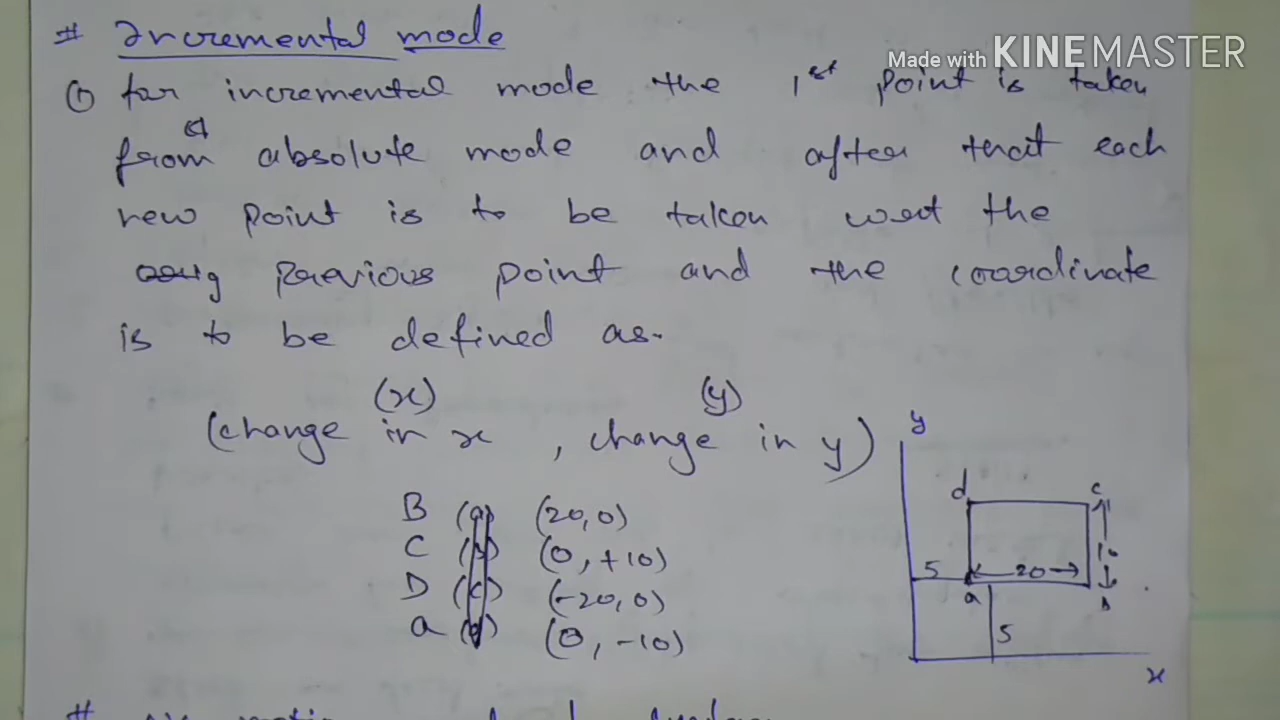 # Incremental mode
Made with KINEMASTER
① for incremental mode the 1st point is taken
from absolute mode and after that each
new point is to be taken wrt the
previous point and the coordinate
is to be defined as.
(x) (y)
(change in x , change in y)
y
B (20,0)
C (0, +10)
D (-20,0)
a (0, -10)
d c
5 20 10
a b
5
x
#